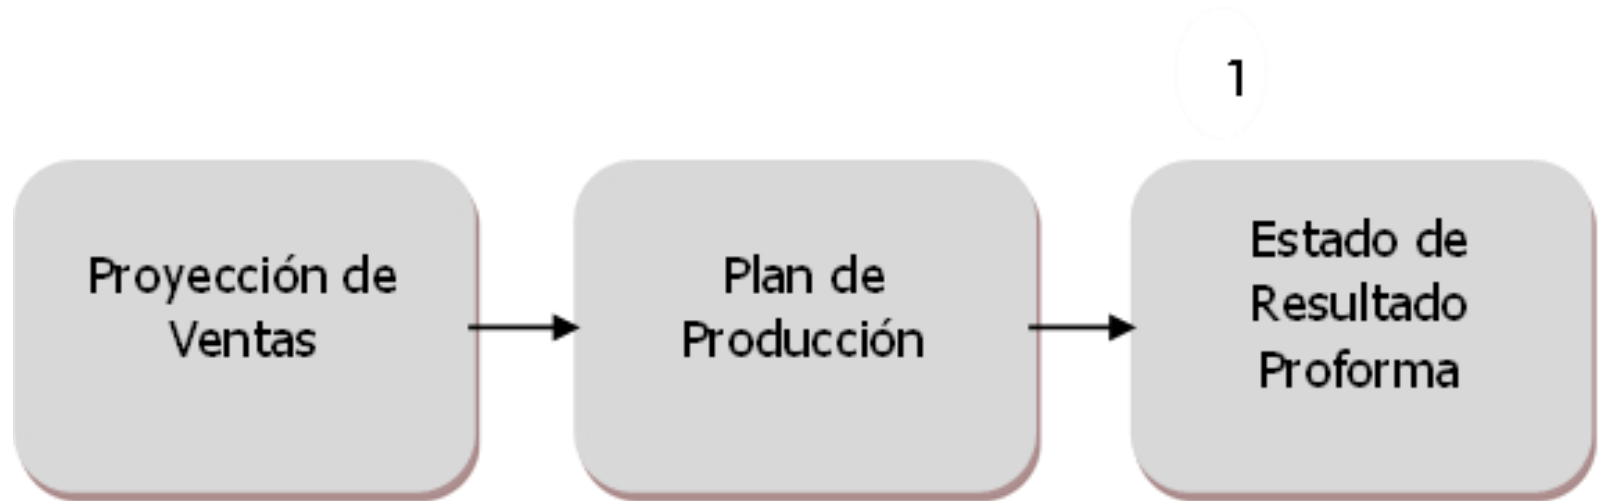 1
Proyección de
Ventas
Plan de
Producción
Estado de
Resultado
Proforma